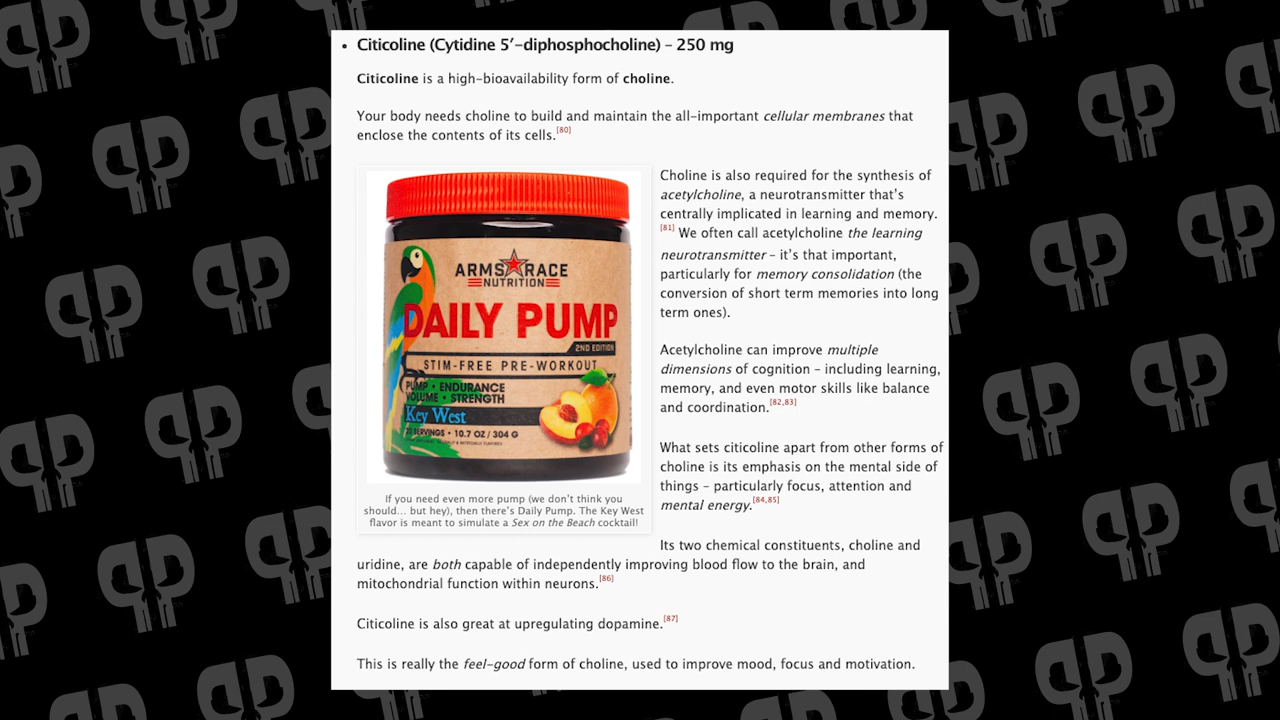 • Citicoline (Cytidine 5′-diphosphocholine) – 250 mg
Citicoline is a high-bioavailability form of choline.
Your body needs choline to build and maintain the all-important cellular membranes that
enclose the contents of its cells.[80]
ARMS RACE
NUTRITION
DAILY PUMP
2ND EDITION
STIM-FREE PRE-WORKOUT
PUMP • ENDURANCE
VOLUME • STRENGTH
Key West
SERVINGS • 10.7 OZ / 304 G
If you need even more pump (we don't think you
should... but hey), then there's Daily Pump. The Key West
flavor is meant to simulate a Sex on the Beach cocktail!
Choline is also required for the synthesis of
acetylcholine, a neurotransmitter that's
centrally implicated in learning and memory.
[81] We often call acetylcholine the learning
neurotransmitter – it's that important,
particularly for memory consolidation (the
conversion of short term memories into long
term ones).
Acetylcholine can improve multiple
dimensions of cognition – including learning,
memory, and even motor skills like balance
and coordination.[82,83]
What sets citicoline apart from other forms of
choline is its emphasis on the mental side of
things – particularly focus, attention and
mental energy.[84,85]
Its two chemical constituents, choline and
uridine, are both capable of independently improving blood flow to the brain, and
mitochondrial function within neurons.[86]
Citicoline is also great at upregulating dopamine.[87]
This is really the feel-good form of choline, used to improve mood, focus and motivation.